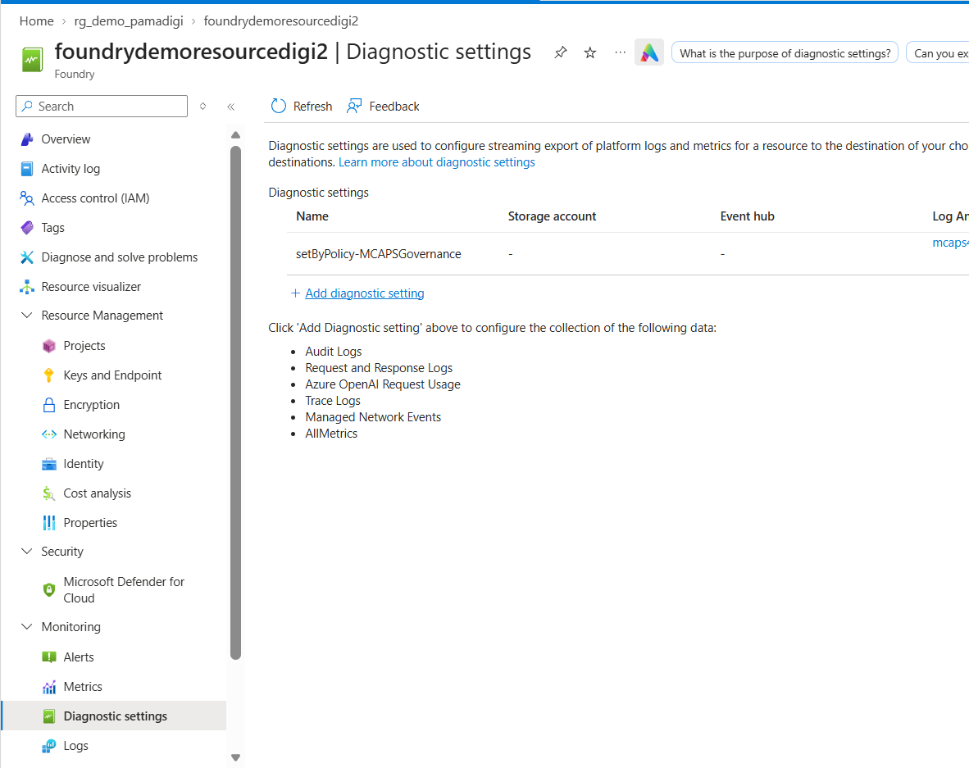 Home > rg_demo_pamadigi > foundrydemoresourcedigi2
foundrydemoresourcedigi2 | Diagnostic settings
What is the purpose of diagnostic settings?
Can you ex
Foundry
Search
Refresh
Feedback
Overview
Activity log
Access control (IAM)
Tags
Diagnose and solve problems
Resource visualizer
Resource Management
Projects
Keys and Endpoint
Encryption
Networking
Identity
Cost analysis
Properties
Security
Microsoft Defender for
Cloud
Monitoring
Alerts
Metrics
Diagnostic settings
Logs
Diagnostic settings are used to configure streaming export of platform logs and metrics for a resource to the destination of your cho
destinations. Learn more about diagnostic settings
Diagnostic settings
Name Storage account Event hub Log An
setByPolicy-MCAPSGovernance - - mcaps4
+ Add diagnostic setting
Click 'Add Diagnostic setting' above to configure the collection of the following data:
• Audit Logs
• Request and Response Logs
• Azure OpenAI Request Usage
• Trace Logs
• Managed Network Events
• AllMetrics